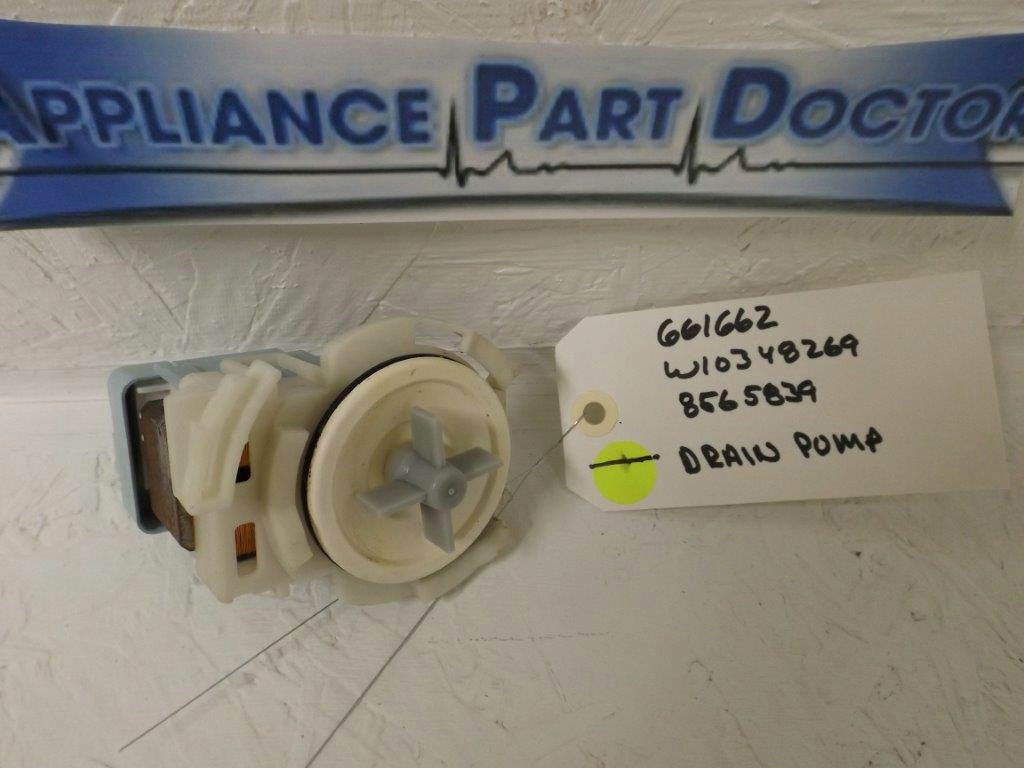 APPLIANCE PART DOCTOR
661662
W10348269
8565839
DRAIN PUMP